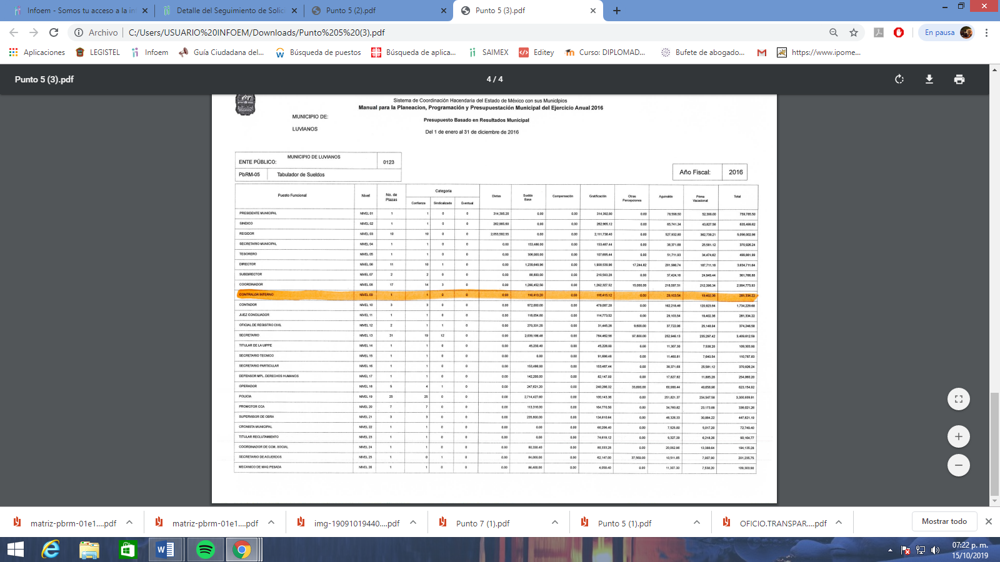 Infoem - Somos tu acceso a la in
Detalle del Seguimiento de Solic
Punto 5 (2).pdf
Punto 5 (3).pdf
Archivo C:/Users/USUARIO%20INFOEM/Downloads/Punto%205%20(3).pdf
En pausa
Aplicaciones LEGISTEL Infoem Guía Ciudadana del... Búsqueda de puestos Búsqueda de aplica... SAIMEX Editey Curso: DIPLOMAD... Bufete de abogado... https://www.ipome...
Punto 5 (3).pdf 4 / 4
Sistema de Coordinación Hacendaria del Estado de México con sus Municipios
Manual para la Planeacion, Programación y Presupuestación Municipal del Ejercicio Anual 2016
MUNICIPIO DE:
Presupuesto Basado en Resultados Municipal
LUVIANOS
Del 1 de enero al 31 de diciembre de 2016
MUNICIPIO DE LUVIANOS
ENTE PÚBLICO: 0123
PbRM-05 Tabulador de Sueldos
Año Fiscal: 2016
Puesto Funcional Nivel No. de Plazas Categoria Confianza Sindicalizado Eventual Dietas Sueldo Base Compensación Gratificación Otras Percepciones Aguinaldo Prima Vacacional Total
PRESIDENTE MUNICIPAL NIVEL 01 1 1 0 0 314,395.20 0.00 0.00 314,392.80 0.00 78,598.50 52,399.00 759,785.50
SINDICO NIVEL 02 1 1 0 0 262,965.60 0.00 0.00 262,965.12 0.00 65,741.34 43,827.56 635,499.62
REGIDOR NIVEL 03 10 10 0 0 2,053,592.55 0.00 0.00 2,111,738.40 0.00 527,932.80 362,739.21 5,056,002.96
SECRETARIO MUNICIPAL NIVEL 04 1 1 0 0 0.00 153,486.00 0.00 153,487.44 0.00 38,371.68 25,581.12 370,926.24
TESORERO NIVEL 05 1 1 0 0 0.00 306,000.00 0.00 107,695.44 0.00 51,711.93 34,474.62 499,881.99
DIRECTOR NIVEL 06 11 10 1 0 0.00 1,239,648.96 0.00 1,908,539.96 17,244.82 281,566.74 187,711.16 3,634,711.64
SUBDIRECTOR NIVEL 07 2 2 0 0 0.00 88,800.00 0.00 210,593.28 0.00 37,424.16 24,949.44 361,766.88
COORDINADOR NIVEL 08 17 14 3 0 0.00 1,286,452.56 0.00 1,262,327.52 15,000.00 218,597.51 212,398.34 2,994,775.93
CONTRALOR INTERNO NIVEL 09 1 1 0 0 0.00 116,413.20 0.00 116,415.12 0.00 29,103.54 19,402.36 281,334.22
CONTADOR NIVEL 10 3 3 0 0 0.00 972,000.00 0.00 479,087.28 0.00 162,218.46 120,923.94 1,734,229.68
JUEZ CONCILIADOR NIVEL 11 1 1 0 0 0.00 118,054.80 0.00 114,773.52 0.00 29,103.54 19,402.36 281,334.22
OFICIAL DE REGISTRO CIVIL NIVEL 12 2 1 1 0 0.00 270,331.20 0.00 31,445.28 9,600.00 37,722.06 25,148.04 374,246.58
SECRETARIO NIVEL 13 31 19 12 0 0.00 2,039,106.48 0.00 784,462.56 97,800.00 252,946.13 235,297.42 3,409,612.59
TITULAR DE LA UIPPE NIVEL 14 1 1 0 0 0.00 45,230.40 0.00 45,228.00 0.00 11,307.30 7,538.20 109,303.90
SECRETARIO TECNICO NIVEL 15 1 1 0 0 0.00 0.00 0.00 91,686.48 0.00 11,460.81 7,640.54 110,787.83
SECRETARIO PARTICULAR NIVEL 16 1 1 0 0 0.00 153,486.00 0.00 153,487.44 0.00 38,371.68 25,581.12 370,926.24
DEFENSOR MPL. DERECHOS HUMANOS NIVEL 17 1 1 0 0 0.00 142,200.00 0.00 82,147.00 0.00 17,827.92 11,885.28 254,060.20
OPERADOR NIVEL 18 5 4 1 0 0.00 247,621.20 0.00 240,286.32 33,600.00 60,988.44 40,658.96 623,154.92
POLICIA NIVEL 19 25 25 0 0 0.00 2,714,427.60 0.00 100,143.36 0.00 251,821.37 234,547.58 3,300,939.91
PROMOTOR CCA NIVEL 20 7 7 0 0 0.00 113,316.00 0.00 164,770.50 0.00 34,760.82 23,173.88 336,021.26
SUPERVISOR DE OBRA NIVEL 21 3 3 0 0 0.00 235,800.00 0.00 134,810.64 0.00 46,326.33 30,884.22 447,821.19
CRONISTA MUNICIPAL NIVEL 22 1 1 0 0 0.00 0.00 0.00 60,206.40 0.00 7,525.80 5,017.20 72,749.40
TITULAR RECLUTAMIENTO NIVEL 23 1 1 0 0 0.00 0.00 0.00 74,619.12 0.00 9,327.39 6,218.26 90,164.77
COORDINADOR DE COM. SOCIAL NIVEL 24 1 1 0 0 0.00 80,330.40 0.00 80,333.28 0.00 20,082.96 13,388.64 194,135.28
SECRETARIO DE ACUERDOS NIVEL 25 1 0 1 0 0.00 84,000.00 0.00 62,147.00 37,569.00 10,511.85 7,007.90 201,235.75
MECANICO DE MAQ PESADA NIVEL 26 1 1 0 0 0.00 86,400.00 0.00 4,058.40 0.00 11,307.30 7,538.20 109,303.90
matriz-pbrm-01e1....pdf matriz-pbrm-01e1....pdf img-19091019440....pdf Punto 7 (1).pdf Punto 5 (1).pdf OFICIO.TRANSPAR....pdf Mostrar todo
07:22 p. m.
15/10/2019